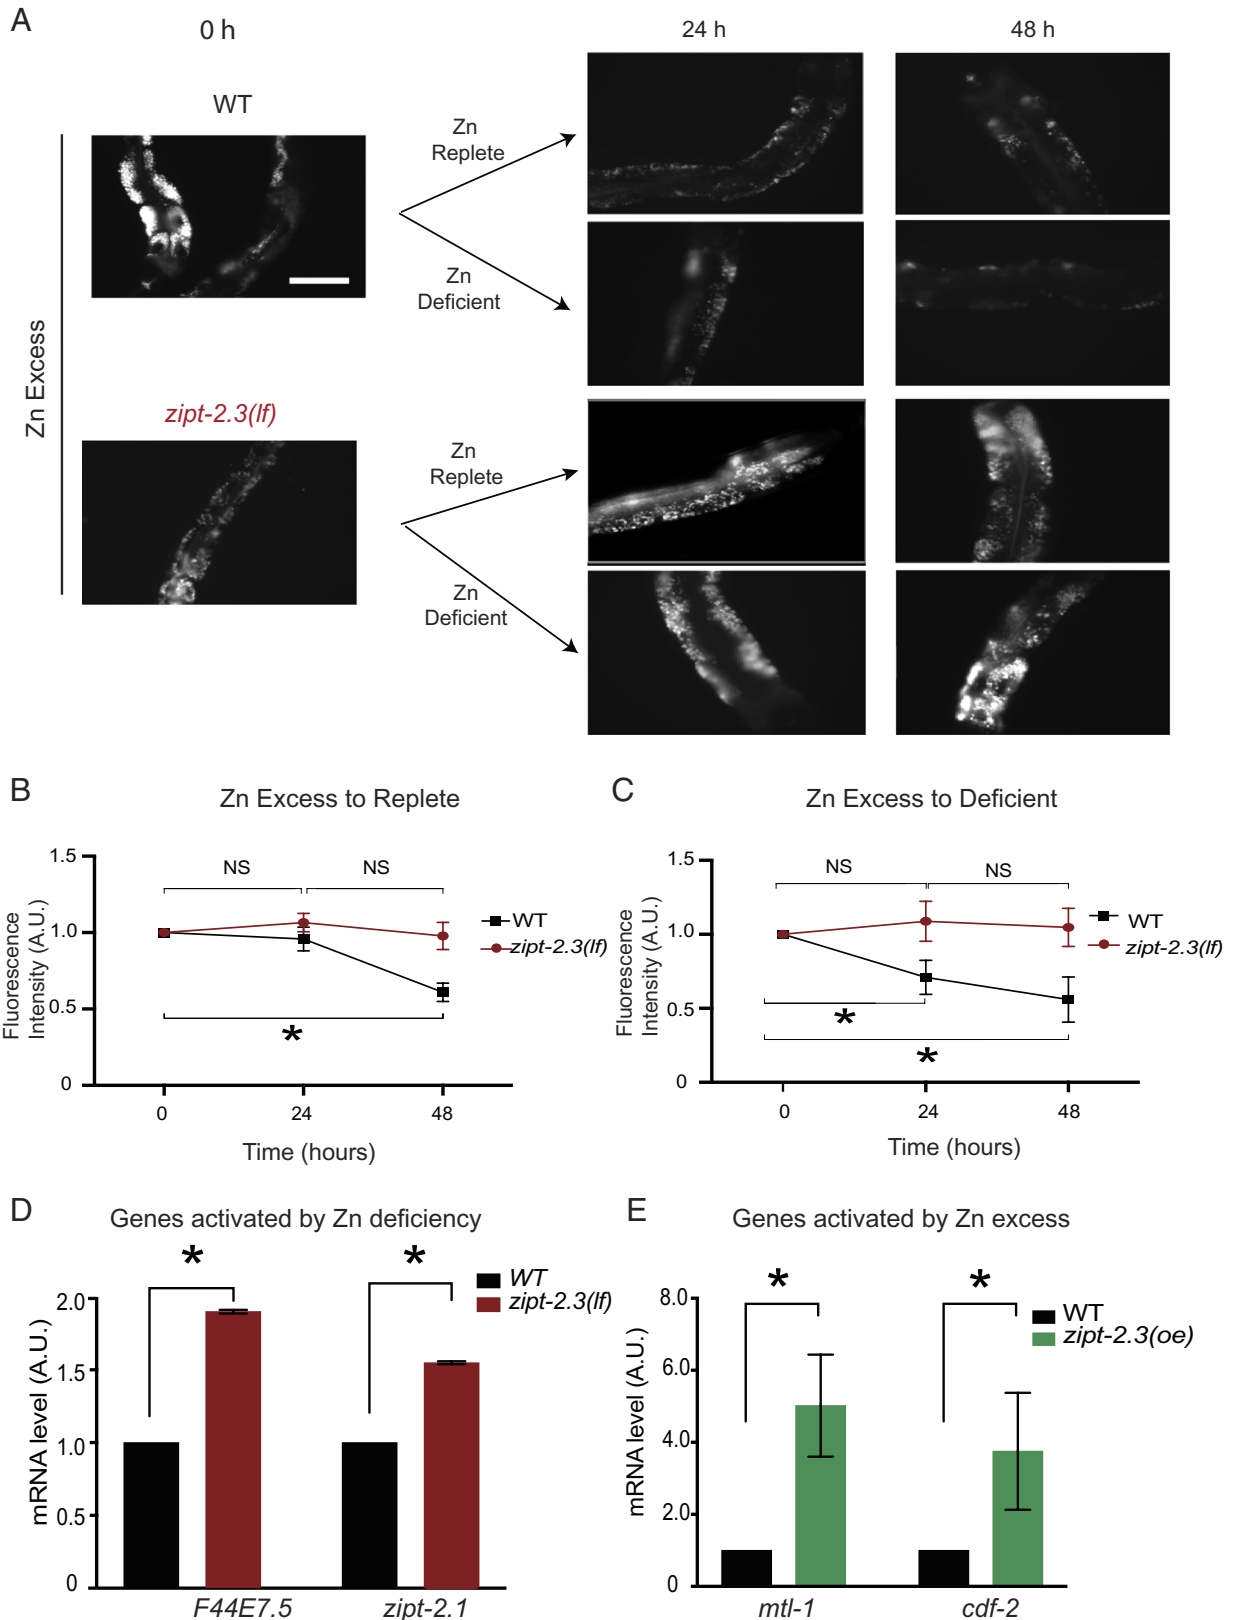 A
0 h
24 h
48 h
WT
Zn
Replete
Zn
Deficient
Zn Excess
zipt-2.3(lf)
Zn
Replete
Zn
Deficient
B
Zn Excess to Replete
Fluorescence
Intensity (A.U.)
1.5
1.0
0.5
0
NS
NS
*
WT
zipt-2.3(lf)
0
24
48
Time (hours)
C
Zn Excess to Deficient
Fluorescence
Intensity (A.U.)
1.5
1.0
0.5
0
NS
NS
*
*
WT
zipt-2.3(lf)
0
24
48
Time (hours)
D
Genes activated by Zn deficiency
*
*
WT
zipt-2.3(lf)
mRNA level (A.U.)
2.0
1.5
1.0
0.5
0
F44E7.5
zipt-2.1
E
Genes activated by Zn excess
*
*
WT
zipt-2.3(oe)
mRNA level (A.U.)
8.0
6.0
4.0
2.0
0
mtl-1
cdf-2